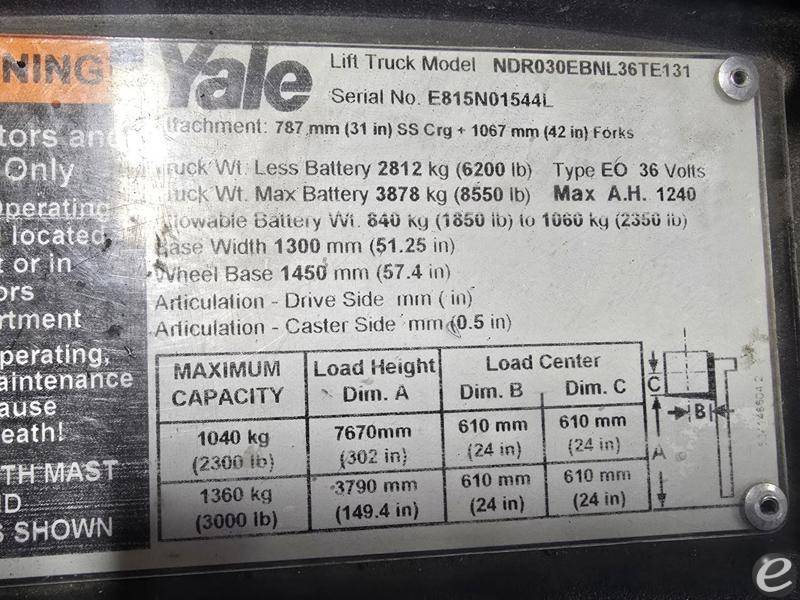 NING
tors and
Only
Operating
located
t or in
ors
rtment
perating,
aintenance
ause
eath!
TH MAST
ND
S SHOWN
Yale
Lift Truck Model NDR030EBNL36TE131
Serial No. E815N01544L
ttachment: 787 mm (31 in) SS Crg + 1067 mm (42 in) Forks
Truck Wt. Less Battery 2812 kg (6200 lb) Type EO 36 Volts
Truck Wt. Max Battery 3878 kg (8550 lb) Max A.H. 1240
Allowable Battery Wt. 840 kg (1850 lb) to 1060 kg (2350 lb)
Base Width 1300 mm (51.25 in)
Wheel Base 1450 mm (57.4 in)
Articulation - Drive Side mm ( in)
Articulation - Caster Side mm (0.5 in)
MAXIMUM CAPACITY Load Height Dim. A Load Center Dim. B Dim. C
1040 kg 7670mm 610 mm 610 mm
(2300 lb) (302 in) (24 in) (24 in)
1360 kg 3790 mm 610 mm 610 mm
(3000 lb) (149.4 in) (24 in) (24 in)
C
B
A
e